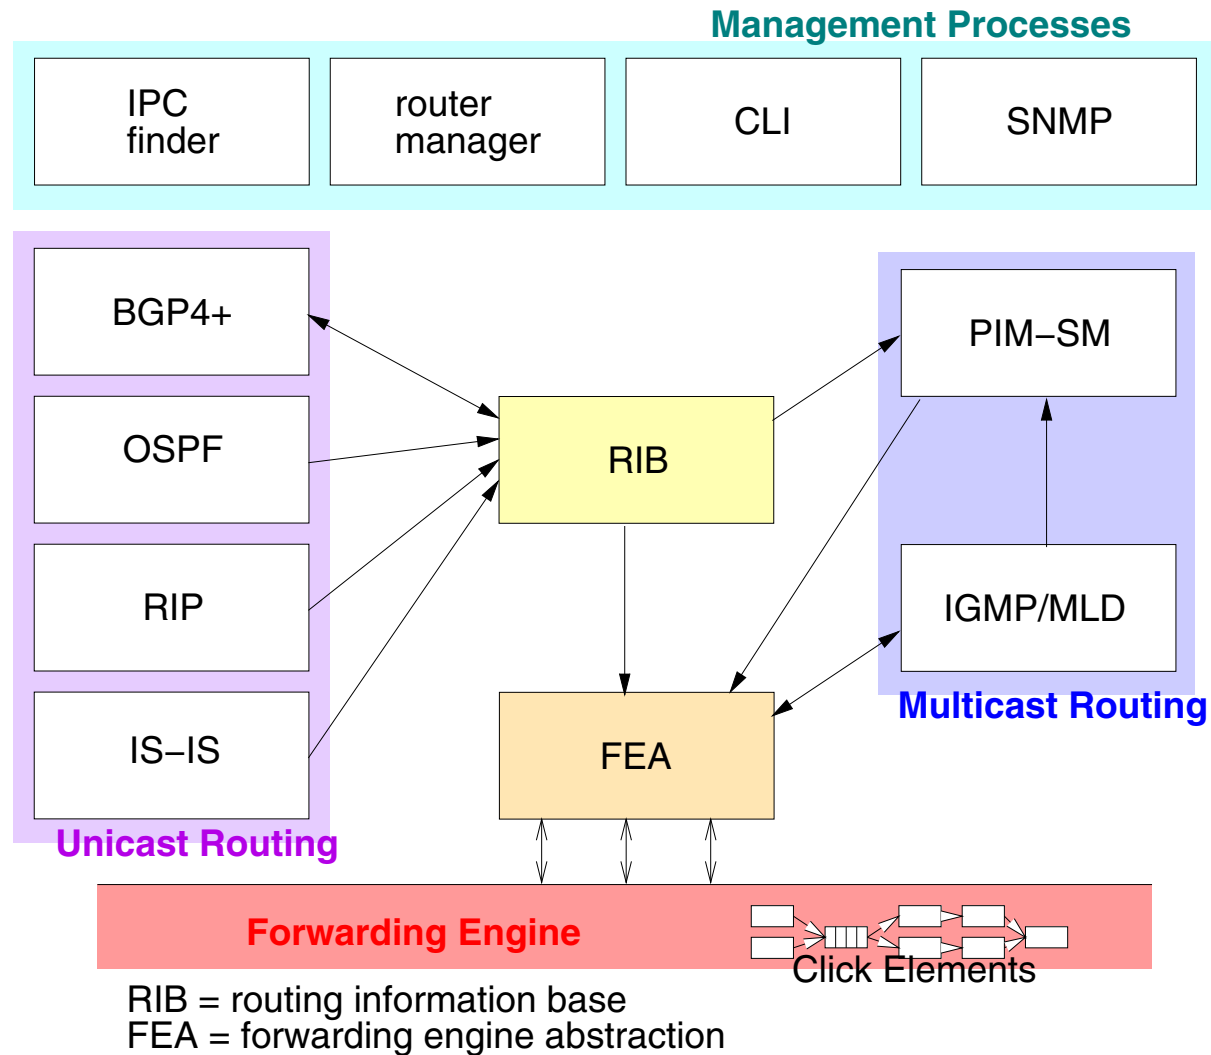 Management Processes
IPC
finder
router
manager
CLI
SNMP
BGP4+
OSPF
RIP
IS−IS
Unicast Routing
RIB
FEA
PIM−SM
IGMP/MLD
Multicast Routing
Forwarding Engine
Click Elements
RIB = routing information base
FEA = forwarding engine abstraction